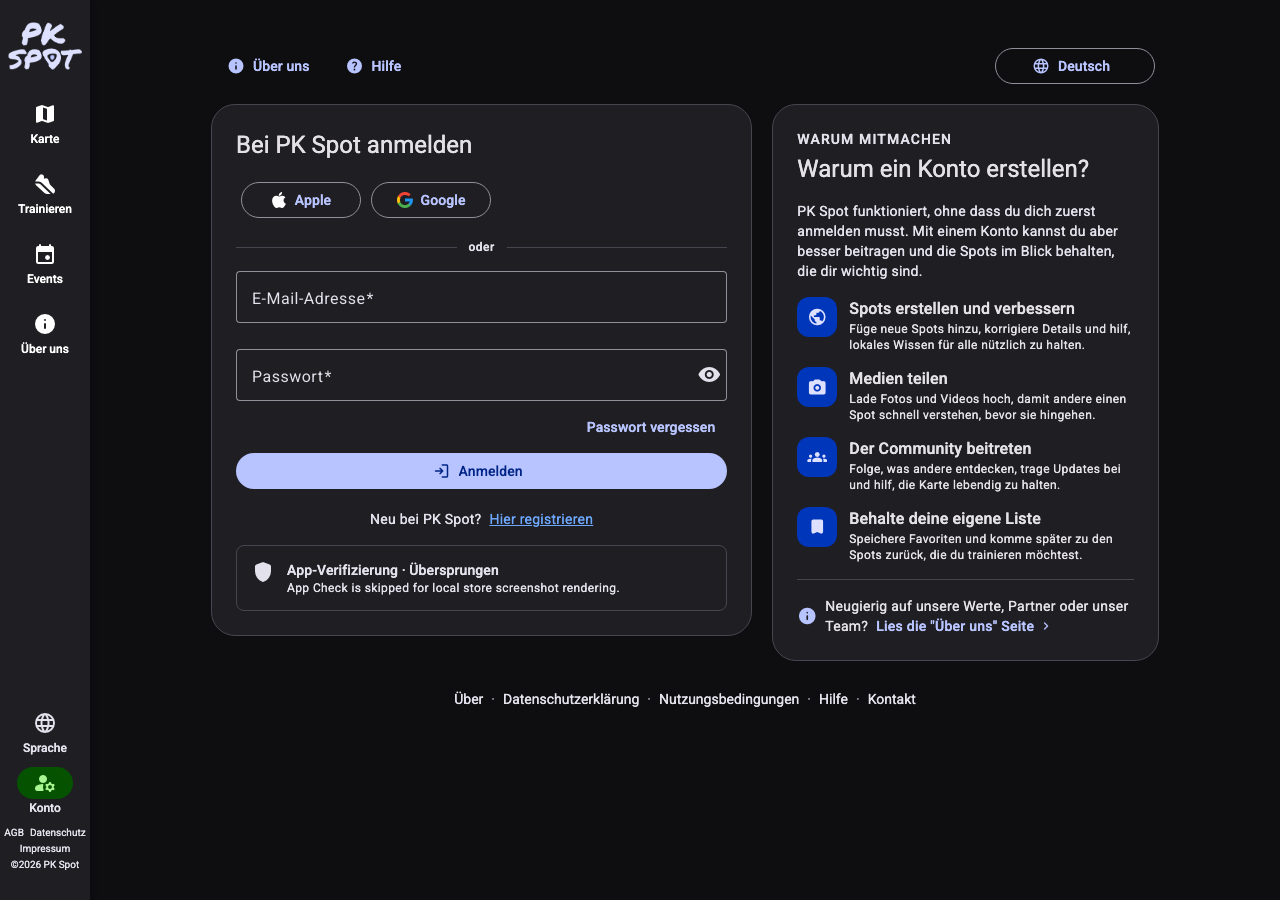 PK
SPOT
Karte
Trainieren
Events
Über uns
Sprache
Konto
AGB Datenschutz
Impressum
©2026 PK Spot
Über uns
Hilfe
Deutsch
Bei PK Spot anmelden
Apple
Google
oder
E-Mail-Adresse*
Passwort*
Passwort vergessen
Anmelden
Neu bei PK Spot? Hier registrieren
App-Verifizierung · Übersprungen
App Check is skipped for local store screenshot rendering.
WARUM MITMACHEN
Warum ein Konto erstellen?
PK Spot funktioniert, ohne dass du dich zuerst
anmelden musst. Mit einem Konto kannst du aber
besser beitragen und die Spots im Blick behalten,
die dir wichtig sind.
Spots erstellen und verbessern
Füge neue Spots hinzu, korrigiere Details und hilf,
lokales Wissen für alle nützlich zu halten.
Medien teilen
Lade Fotos und Videos hoch, damit andere einen
Spot schnell verstehen, bevor sie hingehen.
Der Community beitreten
Folge, was andere entdecken, trage Updates bei
und hilf, die Karte lebendig zu halten.
Behalte deine eigene Liste
Speichere Favoriten und komme später zu den
Spots zurück, die du trainieren möchtest.
Neugierig auf unsere Werte, Partner oder unser
Team? Lies die "Über uns" Seite
Über · Datenschutzerklärung · Nutzungsbedingungen · Hilfe · Kontakt